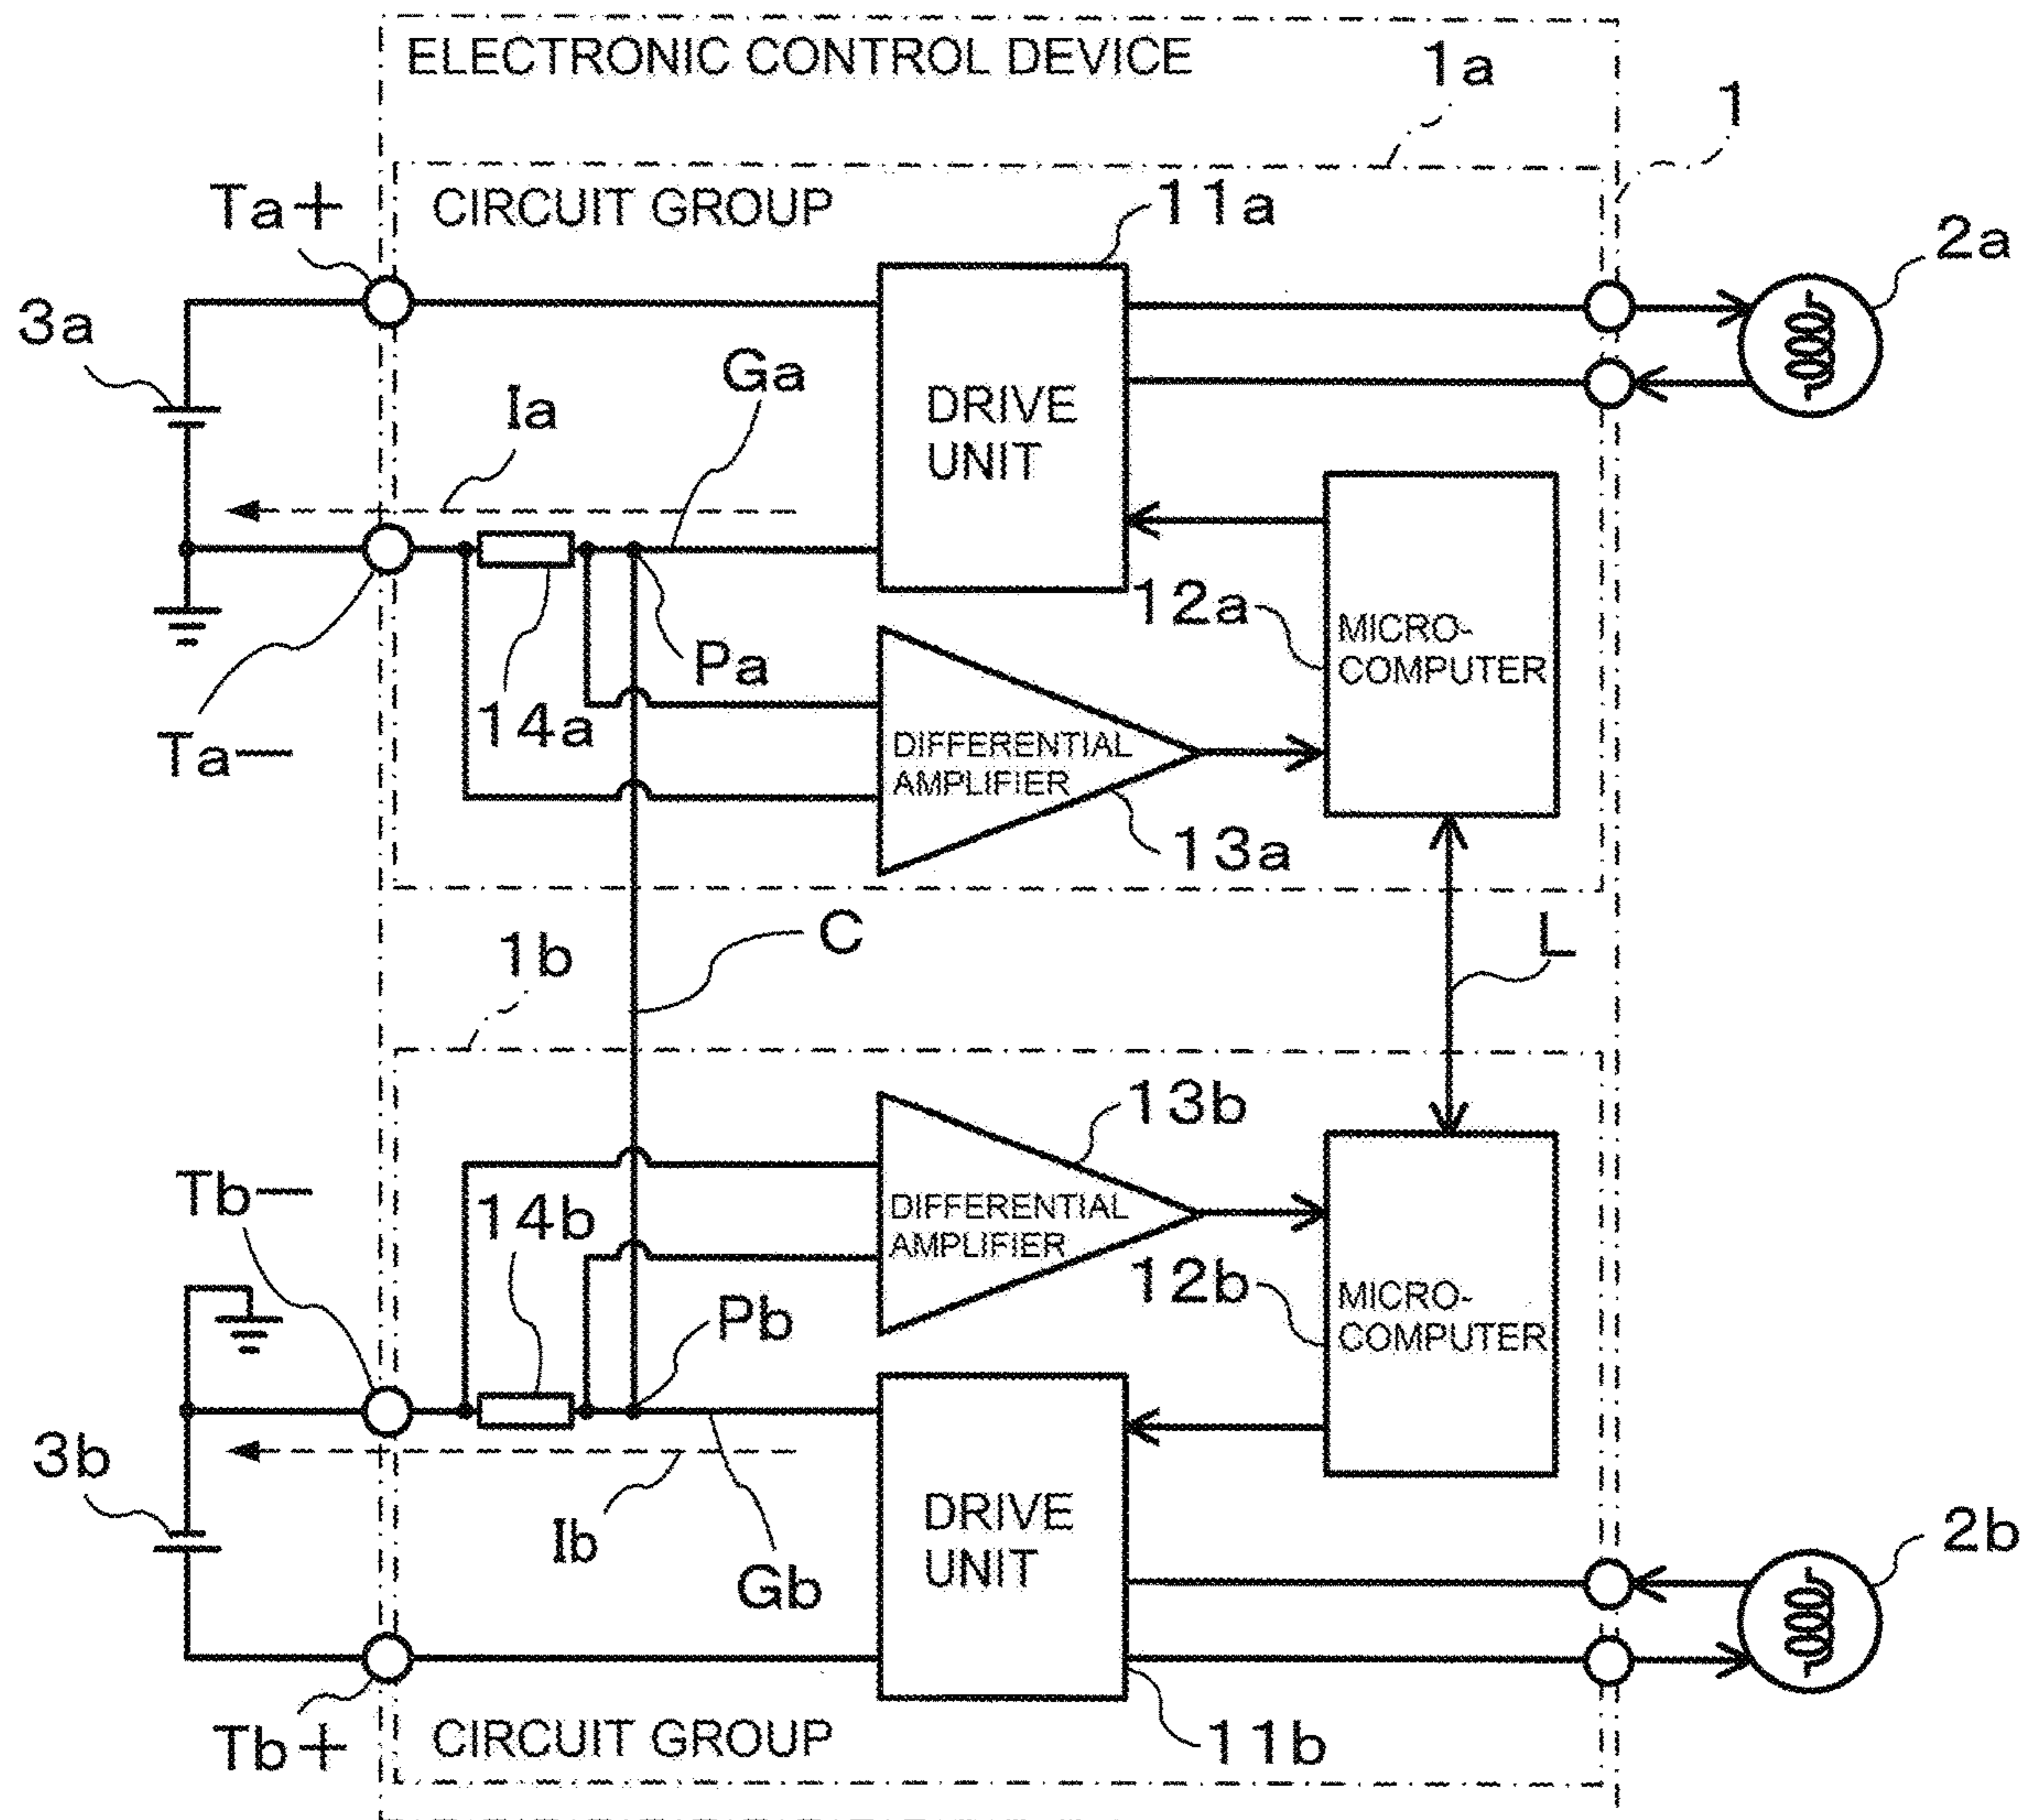 ELECTRONIC CONTROL DEVICE
1a
1
CIRCUIT GROUP
Ta+
11a
2a
3a
Ga
Ia
DRIVE
UNIT
12a
MICRO-
COMPUTER
Pa
14a
Ta—
DIFFERENTIAL
AMPLIFIER
13a
C
L
1b
13b
Tb—
14b
DIFFERENTIAL
AMPLIFIER
12b
MICRO-
COMPUTER
Pb
3b
Ib
Gb
DRIVE
UNIT
2b
Tb+
CIRCUIT GROUP
11b